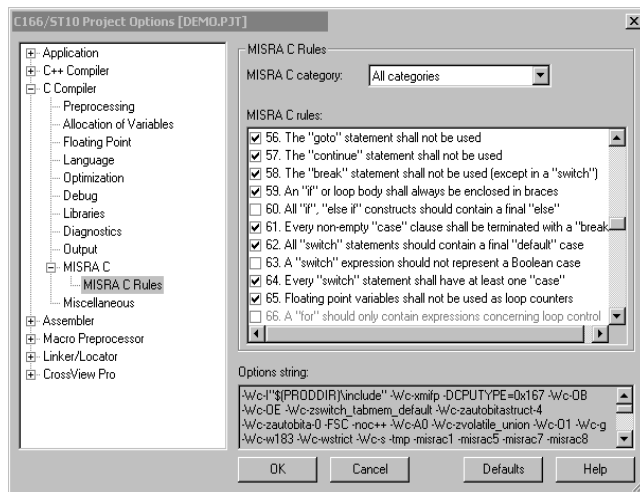 C166/ST10 Project Options [DEMO.PJT]
Application
C++ Compiler
C Compiler
Preprocessing
Allocation of Variables
Floating Point
Language
Optimization
Debug
Libraries
Diagnostics
Output
MISRA C
MISRA C Rules
Miscellaneous
Assembler
Macro Preprocessor
Linker/Locator
CrossView Pro
MISRA C Rules
MISRA C category: All categories
MISRA C rules:
56. The "goto" statement shall not be used
57. The "continue" statement shall not be used
58. The "break" statement shall not be used (except in a "switch")
59. An "if" or loop body shall always be enclosed in braces
60. All "if", "else if" constructs should contain a final "else"
61. Every non-empty "case" clause shall be terminated with a "break
62. All "switch" statements should contain a final "default" case
63. A "switch" expression should not represent a Boolean case
64. Every "switch" statement shall have at least one "case"
65. Floating point variables shall not be used as loop counters
66. A "for" should only contain expressions concerning loop control
Options string:
-Wc-I"$(PRODDIR)\include" -Wc-xmifp -DCPUTYPE=0x167 -Wc-OB
-Wc-OE -Wc-zswitch_tabmem_default -Wc-zautobitastruct-4
-Wc-zautobita-0 -FSC -noc++ -Wc-A0 -Wc-zvolatile_union -Wc-O1 -Wc-g
-Wc-w183 -Wc-wstrict -Wc-s -tmp -misrac1 -misrac5 -misrac7 -misrac8
OK Cancel Defaults Help